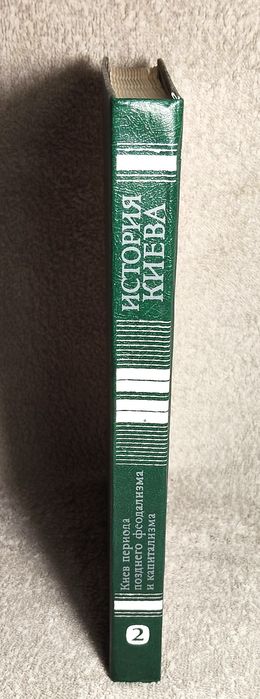 ИСТОРИЯ
КИЕВА
Киев периода
позднего феодализма
и капитализма
2